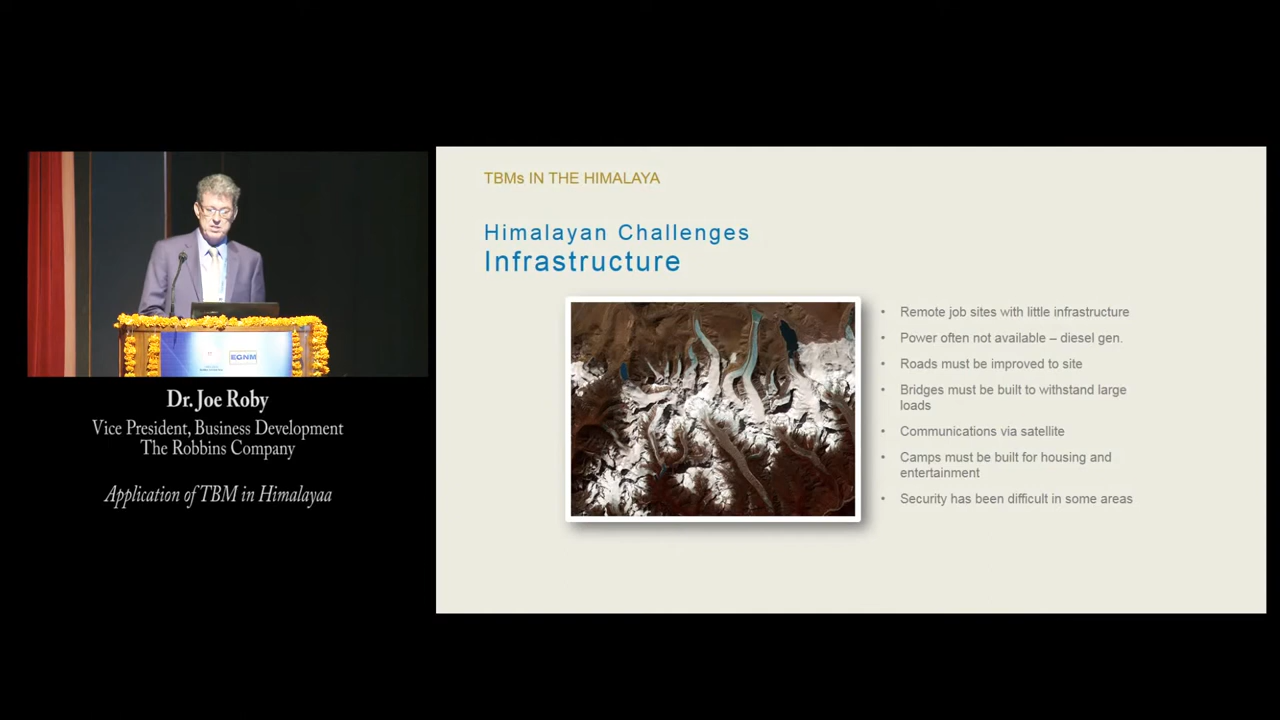 TBMs IN THE HIMALAYA
Himalayan Challenges
Infrastructure
• Remote job sites with little infrastructure
• Power often not available – diesel gen.
• Roads must be improved to site
• Bridges must be built to withstand large
loads
• Communications via satellite
• Camps must be built for housing and
entertainment
• Security has been difficult in some areas
EGNM
Dr. Joe Roby
Vice President, Business Development
The Robbins Company
Application of TBM in Himalayaa